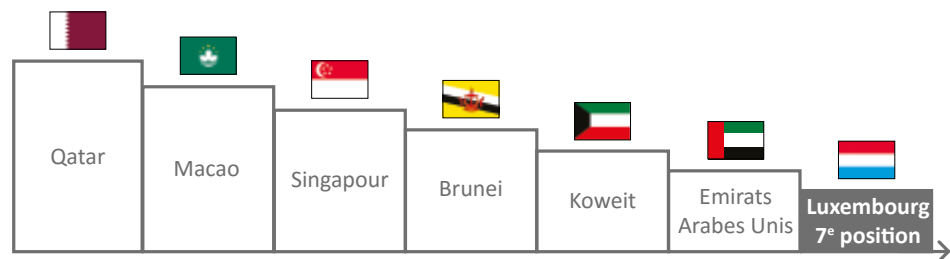 Qatar
Macao
Singapour
Brunei
Koweit
Emirats
Arabes Unis
Luxembourg
7e position